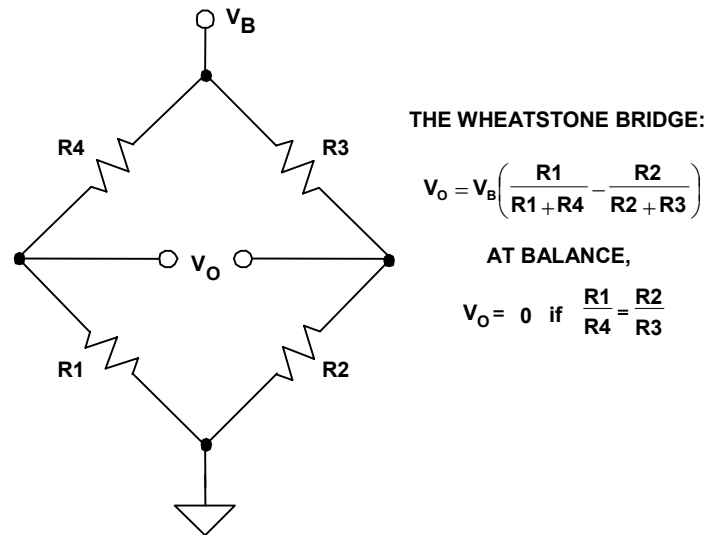 V_B
R4
R3
V_O
R1
R2
THE WHEATSTONE BRIDGE:
V_O = V_B(R1/(R1+R4) − R2/(R2+R3))
AT BALANCE,
V_O = 0 if R1/R4 = R2/R3